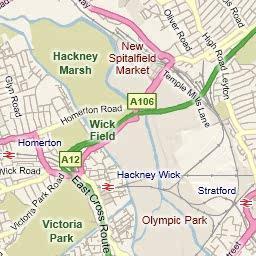 Oliver Road
High Road Leyton
New
Spitalfield
Market
Hackney
Marsh
Glyn Road
Temple Mills Lane
A106
Homerton Road
Wick
Field
Homerton
A12
Wick Road
Hackney Wick
Stratford
Victoria Park Road
East Cross Route
Olympic Park
Victoria
Park